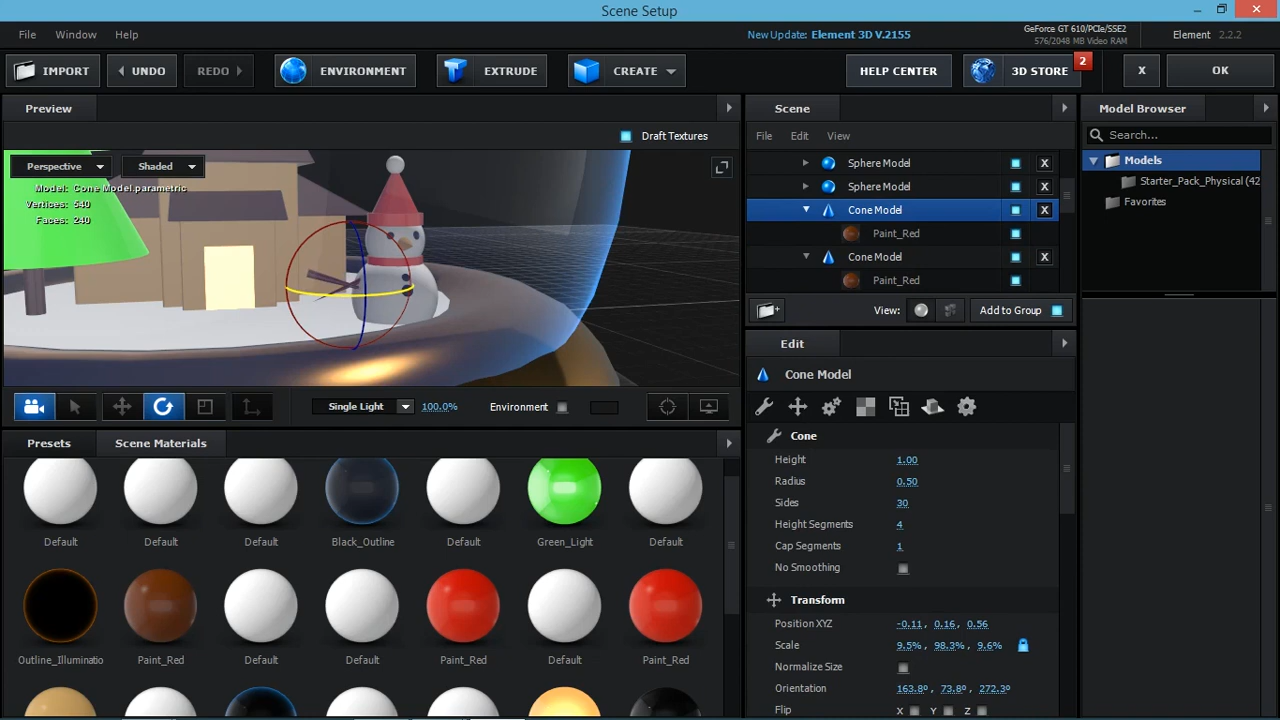 Scene Setup
File Window Help
New Update: Element 3D V.2155
GeForce GT 610/PCIe/SSE2
576/2048 MB Video RAM
Element 2.2.2
IMPORT
UNDO
REDO
ENVIRONMENT
EXTRUDE
CREATE
HELP CENTER
3D STORE
2
X
OK
Preview
Draft Textures
Perspective
Shaded
Model: Cone Model parametric
Vertices: 540
Faces: 240
Single Light
100.0%
Environment
Presets
Scene Materials
Default
Default
Default
Black_Outline
Default
Green_Light
Default
Outline_Illuminatio
Paint_Red
Default
Default
Paint_Red
Default
Paint_Red
Scene
File Edit View
Sphere Model X
Sphere Model X
Cone Model X
Paint_Red
Cone Model X
Paint_Red
View:
Add to Group
Edit
Cone Model
Cone
Height 1.00
Radius 0.50
Sides 30
Height Segments 4
Cap Segments 1
No Smoothing
Transform
Position XYZ -0.11, 0.16, 0.56
Scale 9.5%, 98.3%, 9.6%
Normalize Size
Orientation 163.8º, 73.8º, 272.3º
Flip X Y Z
Model Browser
Search...
Models
Starter_Pack_Physical (42
Favorites